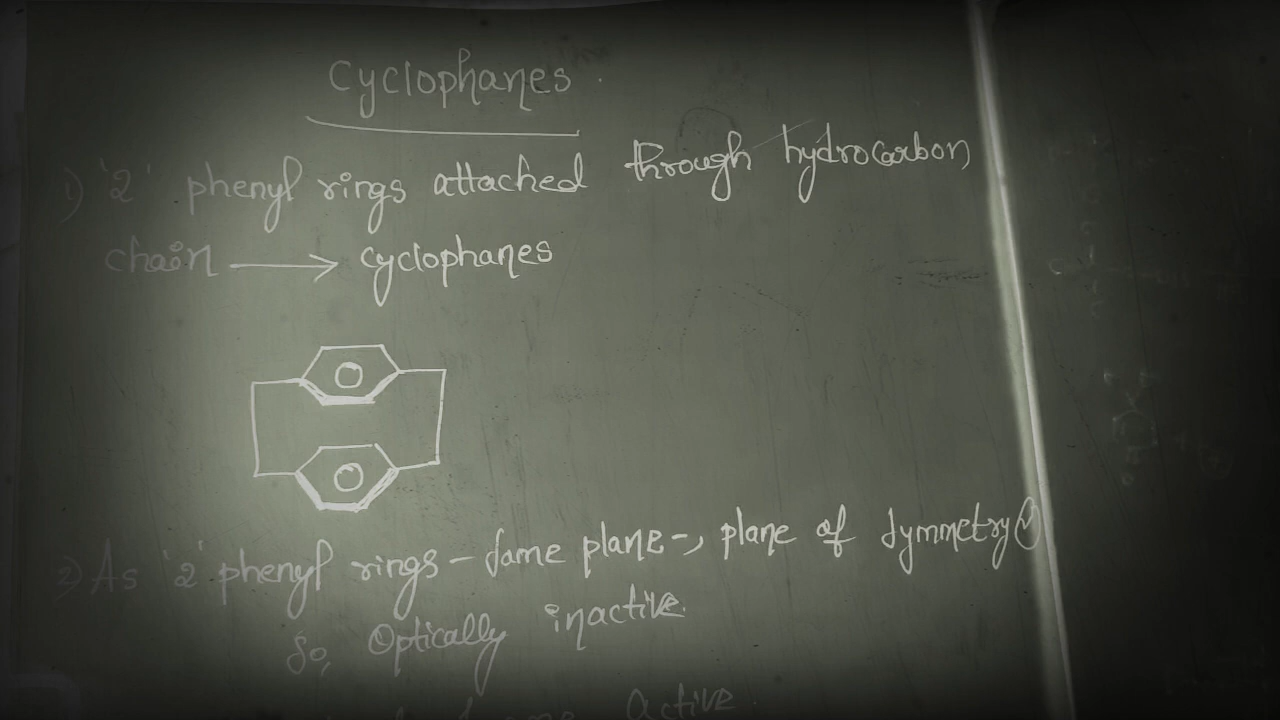 Cyclophanes.
1) '2' phenyl rings attached through hydrocarbon
chain → cyclophanes
2) As '2' phenyl rings - same plane -, plane of symmetry
So, Optically inactive.
Active